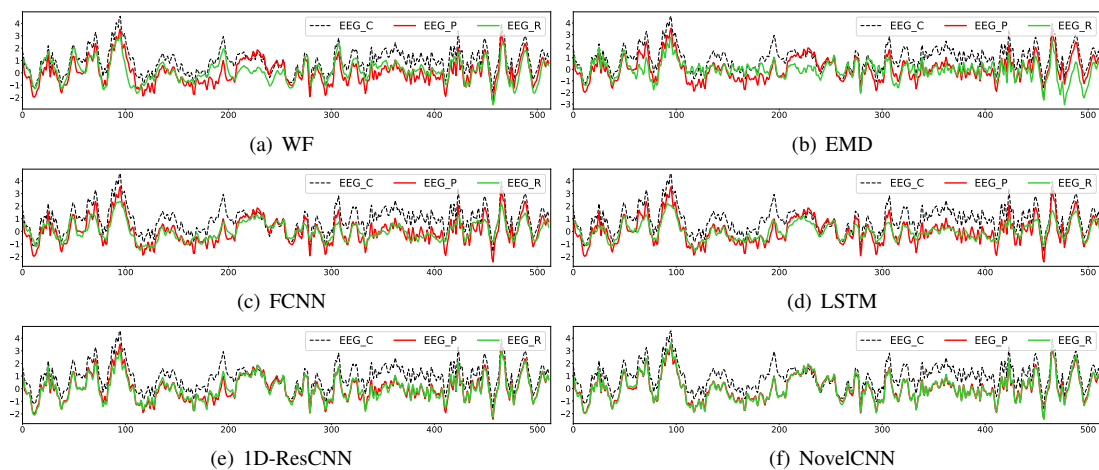 EEG_C EEG_P EEG_R
4
3
2
1
0
−1
−2
0 100 200 300 400 500
(a) WF
EEG_C EEG_P EEG_R
4
3
2
1
0
−1
−2
−3
0 100 200 300 400 500
(b) EMD
EEG_C EEG_P EEG_R
4
3
2
1
0
−1
−2
0 100 200 300 400 500
(c) FCNN
EEG_C EEG_P EEG_R
4
3
2
1
0
−1
−2
0 100 200 300 400 500
(d) LSTM
EEG_C EEG_P EEG_R
4
3
2
1
0
−1
−2
0 100 200 300 400 500
(e) 1D-ResCNN
EEG_C EEG_P EEG_R
4
3
2
1
0
−1
−2
0 100 200 300 400 500
(f) NovelCNN